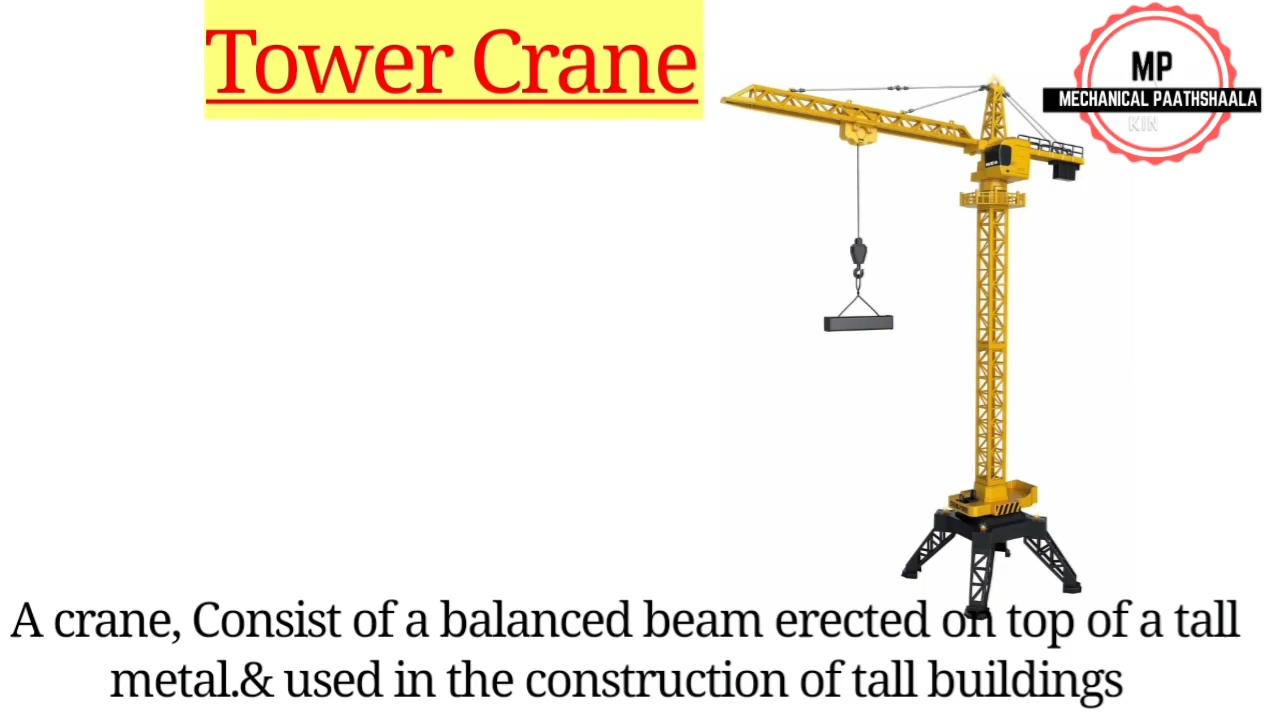 Tower Crane
MP
MECHANICAL PAATHSHAALA
KIN
A crane, Consist of a balanced beam erected on top of a tall
metal.& used in the construction of tall buildings